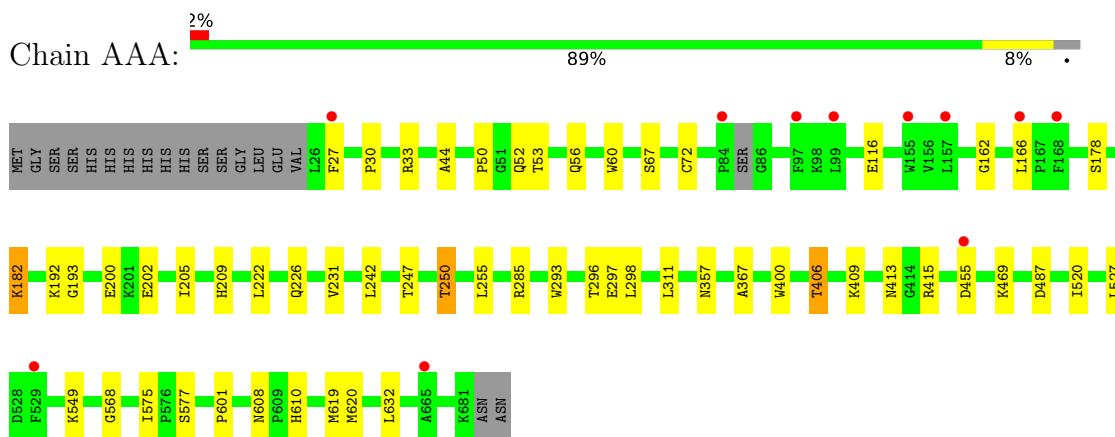 2%
Chain AAA:
89% 8% •
MET GLY SER SER HIS HIS HIS HIS HIS HIS SER SER GLY LEU GLU VAL L26 F27 P30 R33 A44 P50 G51 Q52 T53 Q56 W60 S67 C72 P84 SER G86 F97 K98 L99 E116 W155 V156 L157 G162 L166 P167 F168 S178
K182 K192 G193 E200 K201 E202 I205 H209 L222 Q226 V231 L242 T247 T250 L255 R285 W293 T296 E297 L298 L311 N357 A367 W400 T406 K409 N413 G414 R415 D455 K469 D487 I520
D528 F529 K549 G568 I575 P576 S577 P601 N608 P609 H610 M619 M620 L632 A665 K681 ASN ASN